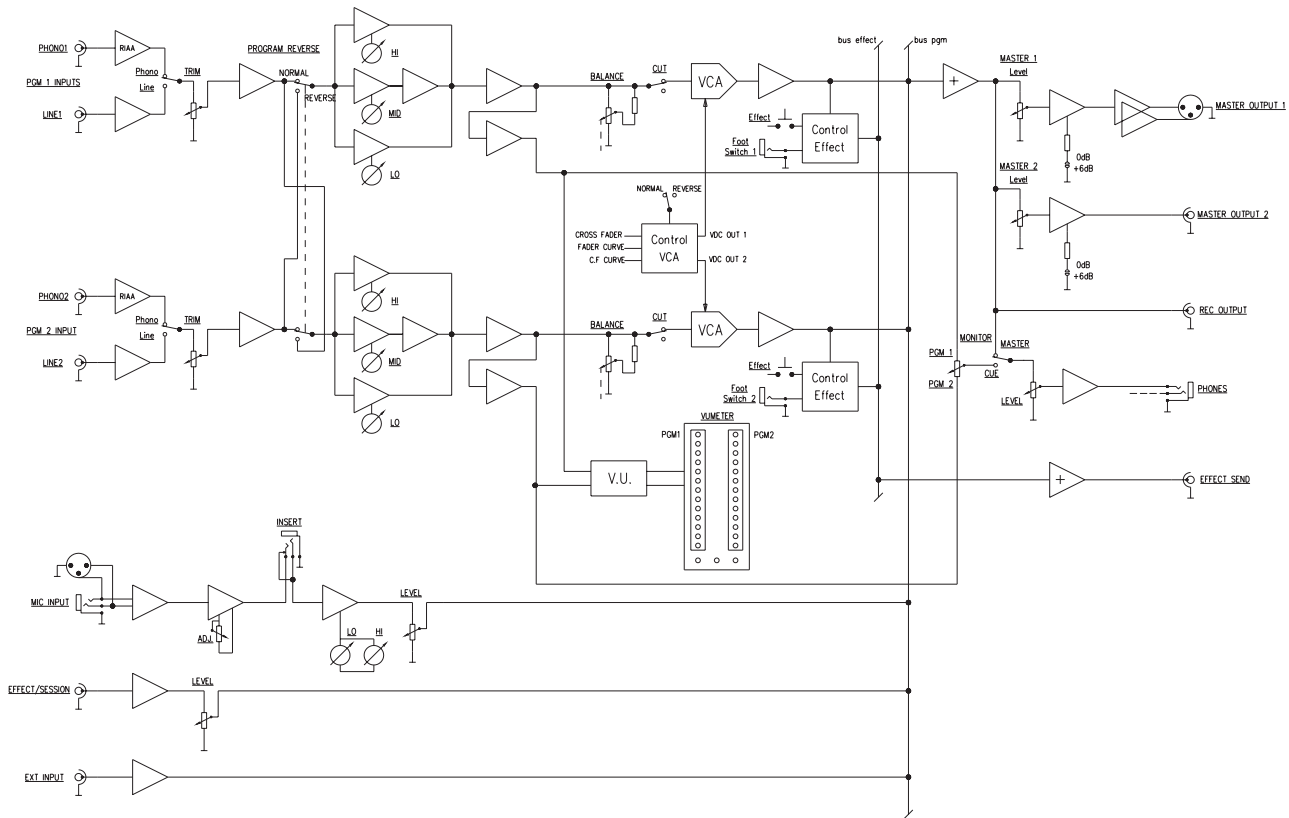 bus effect
bus pgm
PHONO1
RIAA
PROGRAM REVERSE
HI
MASTER 1
Level
PGM 1 INPUTS
Phono
Line
TRIM
NORMAL
REVERSE
MID
BALANCE
CUT
VCA
+
MASTER OUTPUT 1
LINE1
LO
Effect
Foot
Switch 1
Control
Effect
0dB
+6dB
MASTER 2
Level
NORMAL
REVERSE
CROSS FADER
FADER CURVE
C.F CURVE
Control
VCA
VDC OUT 1
VDC OUT 2
MASTER OUTPUT 2
0dB
+6dB
PHONO2
RIAA
HI
PGM 2 INPUT
Phono
Line
TRIM
MID
BALANCE
CUT
VCA
REC OUTPUT
MONITOR
MASTER
CUE
PGM 1
PGM 2
LINE2
LO
Effect
Foot
Switch 2
Control
Effect
LEVEL
PHONES
VUMETER
PGM1
PGM2
V.U.
+
EFFECT SEND
INSERT
MIC INPUT
ADJ.
LO
HI
LEVEL
EFFECT/SESSION
LEVEL
EXT INPUT